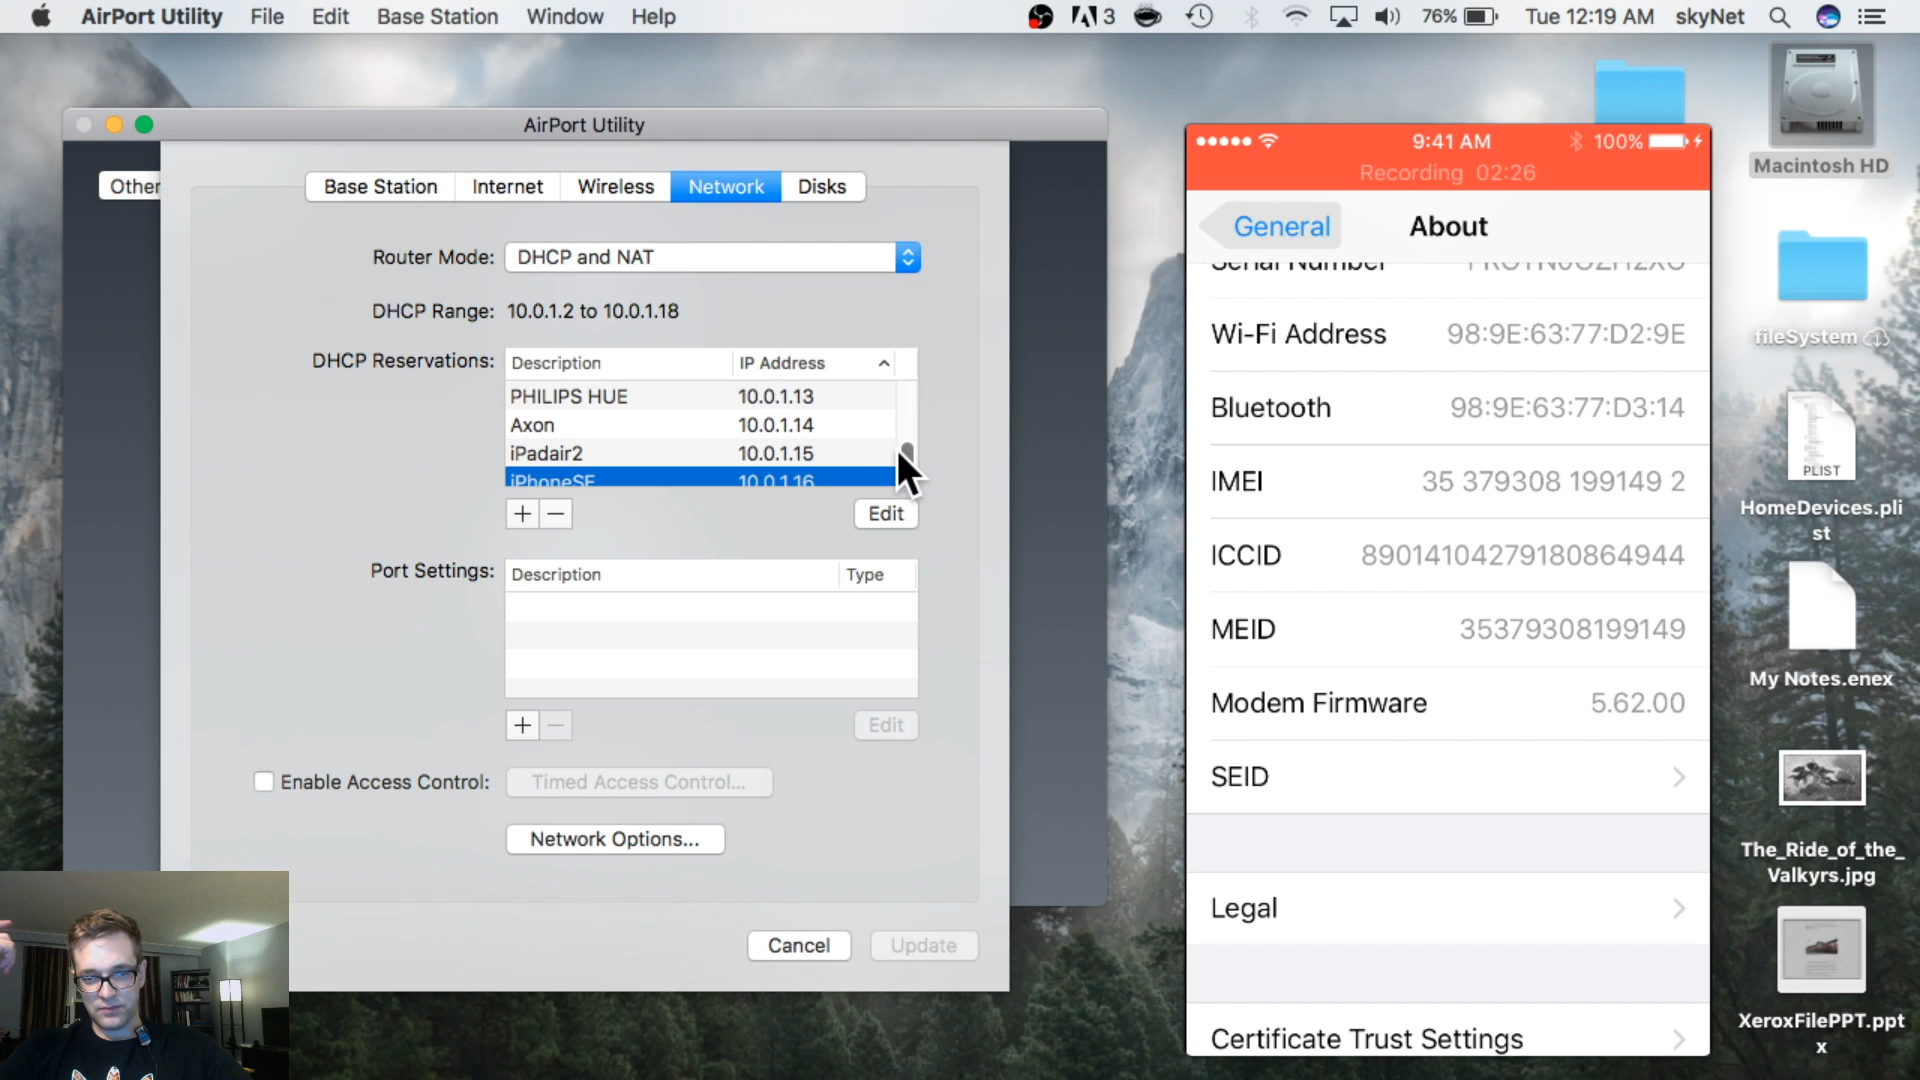 AirPort Utility File Edit Base Station Window Help
3 76% Tue 12:19 AM skyNet
AirPort Utility
Other
Base Station Internet Wireless Network Disks
Router Mode: DHCP and NAT
DHCP Range: 10.0.1.2 to 10.0.1.18
DHCP Reservations: Description IP Address
PHILIPS HUE 10.0.1.13
Axon 10.0.1.14
iPadair2 10.0.1.15
iPhoneSE 10.0.1.16
Edit
Port Settings: Description Type
Edit
Enable Access Control: Timed Access Control...
Network Options...
Cancel Update
9:41 AM 100%
Recording 02:26
General About
Serial Number
Wi-Fi Address 98:9E:63:77:D2:9E
Bluetooth 98:9E:63:77:D3:14
IMEI 35 379308 199149 2
ICCID 89014104279180864944
MEID 35379308199149
Modem Firmware 5.62.00
SEID
Legal
Certificate Trust Settings
Macintosh HD
fileSystem
PLIST
HomeDevices.pli
st
My Notes.enex
The_Ride_of_the_
Valkyrs.jpg
XeroxFilePPT.ppt
x